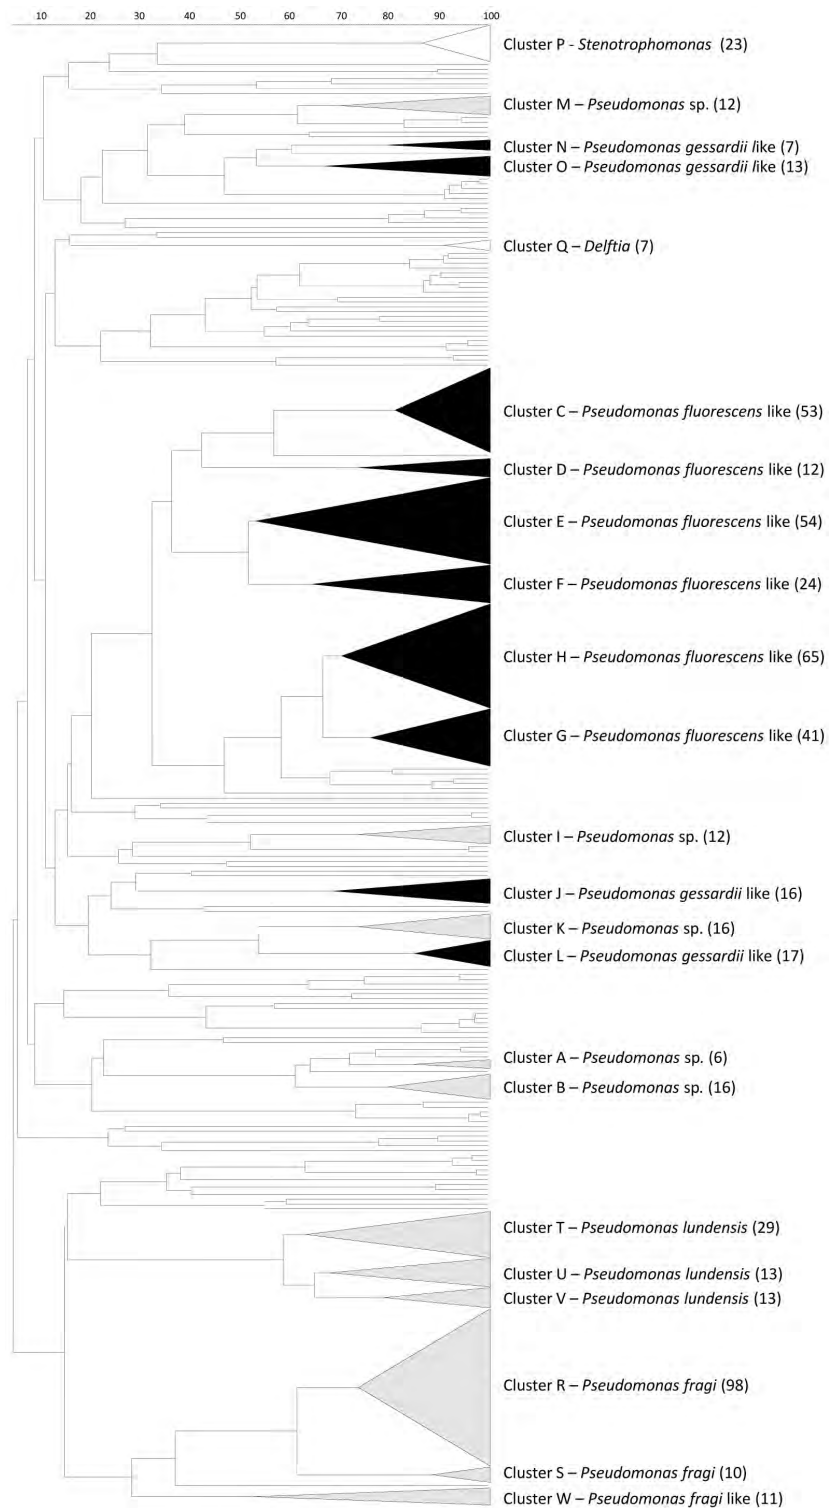 10 20 30 40 50 60 70 80 90 100
Cluster P - Stenotrophomonas (23)
Cluster M – Pseudomonas sp. (12)
Cluster N – Pseudomonas gessardii like (7)
Cluster O – Pseudomonas gessardii like (13)
Cluster Q – Delftia (7)
Cluster C – Pseudomonas fluorescens like (53)
Cluster D – Pseudomonas fluorescens like (12)
Cluster E – Pseudomonas fluorescens like (54)
Cluster F – Pseudomonas fluorescens like (24)
Cluster H – Pseudomonas fluorescens like (65)
Cluster G – Pseudomonas fluorescens like (41)
Cluster I – Pseudomonas sp. (12)
Cluster J – Pseudomonas gessardii like (16)
Cluster K – Pseudomonas sp. (16)
Cluster L – Pseudomonas gessardii like (17)
Cluster A – Pseudomonas sp. (6)
Cluster B – Pseudomonas sp. (16)
Cluster T – Pseudomonas lundensis (29)
Cluster U – Pseudomonas lundensis (13)
Cluster V – Pseudomonas lundensis (13)
Cluster R – Pseudomonas fragi (98)
Cluster S – Pseudomonas fragi (10)
Cluster W – Pseudomonas fragi like (11)